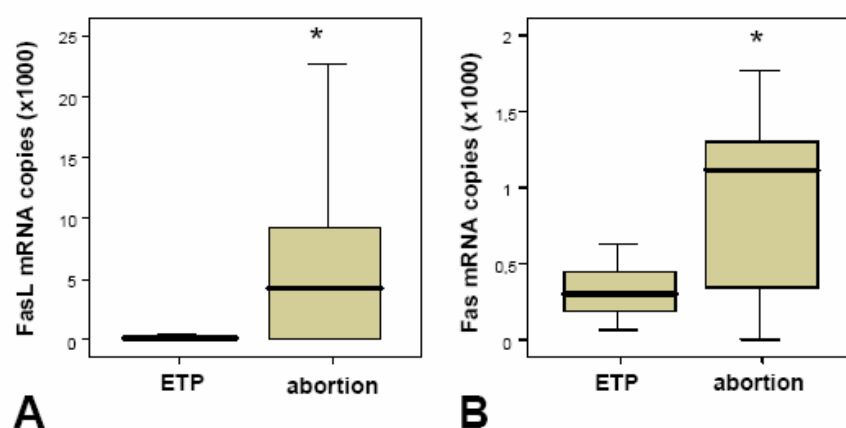 FasL mRNA copies (x1000)
25
20
15
10
5
0
*
ETP
abortion
A
Fas mRNA copies (x1000)
2
1,5
1
0,5
0
*
ETP
abortion
B